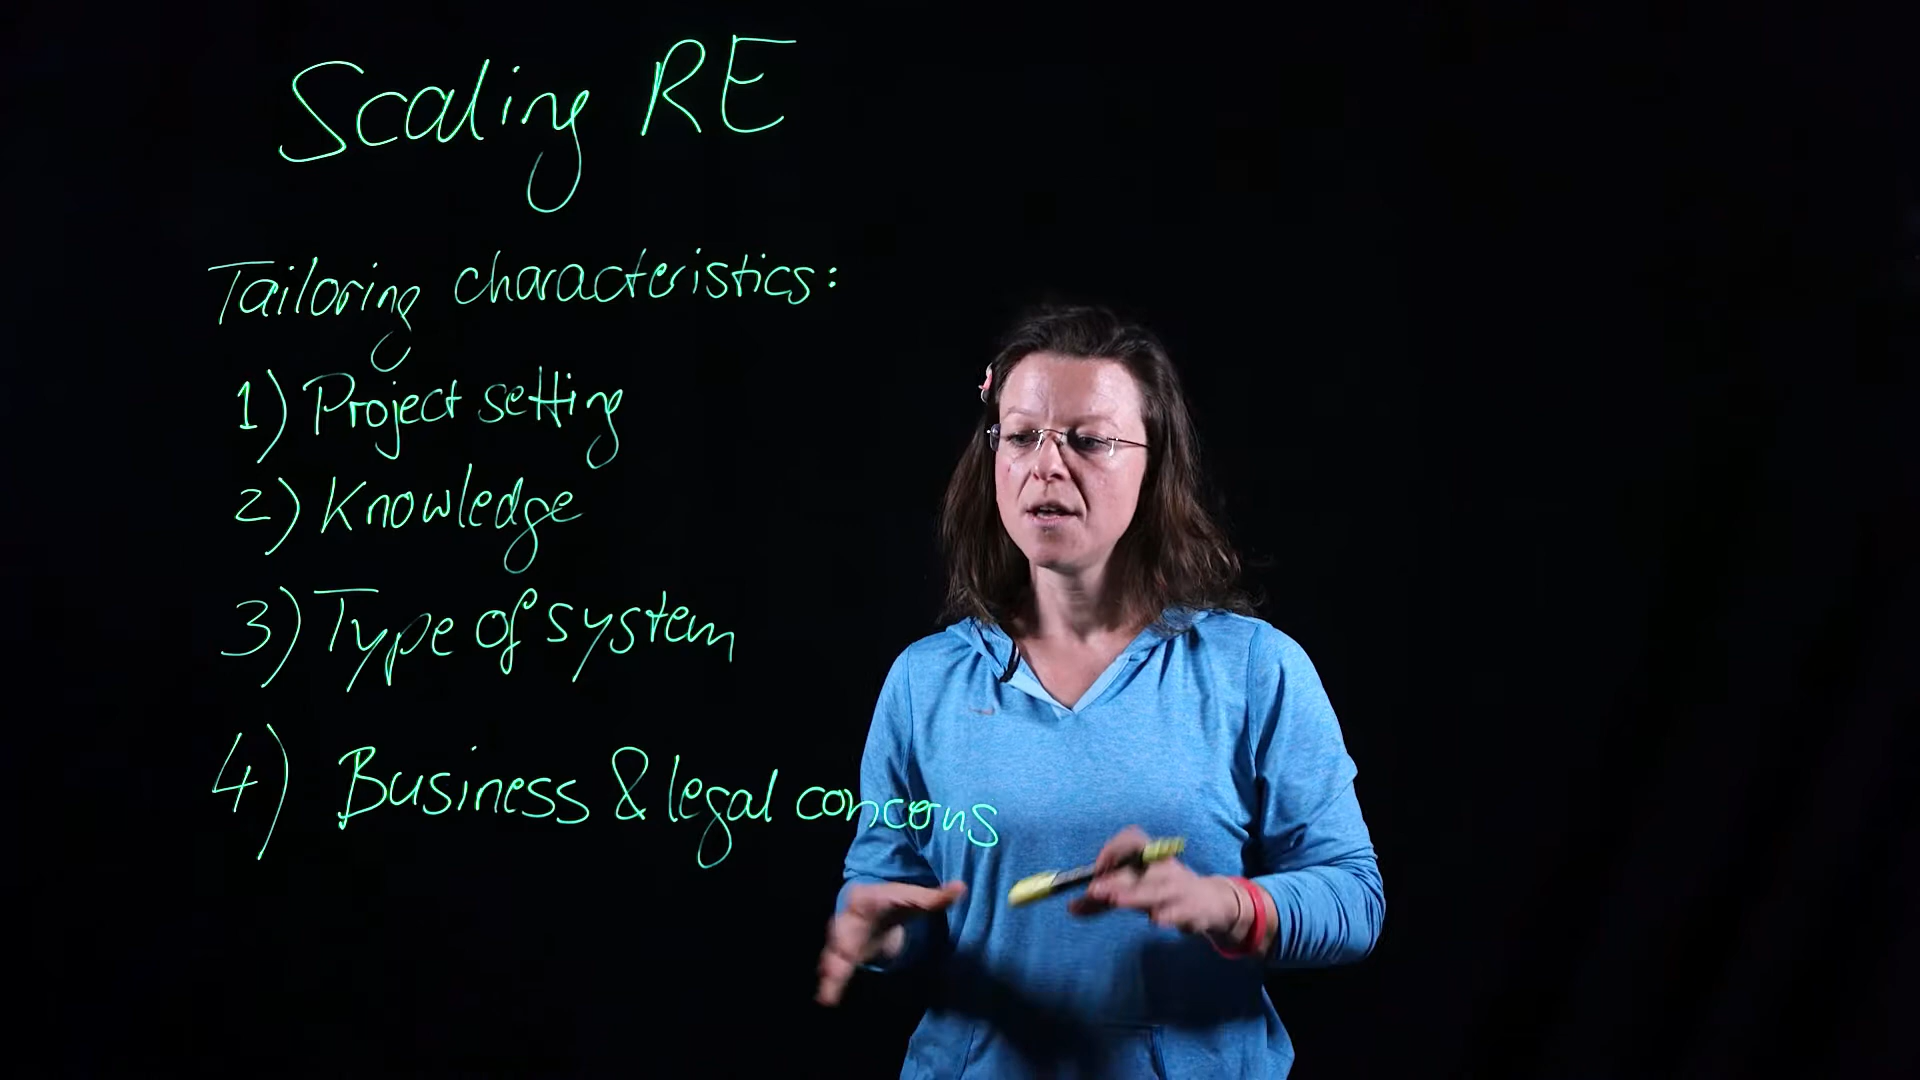 Scaling RE
Tailoring characteristics:
1) Project setting
2) Knowledge
3) Type of system
4) Business & legal concerns